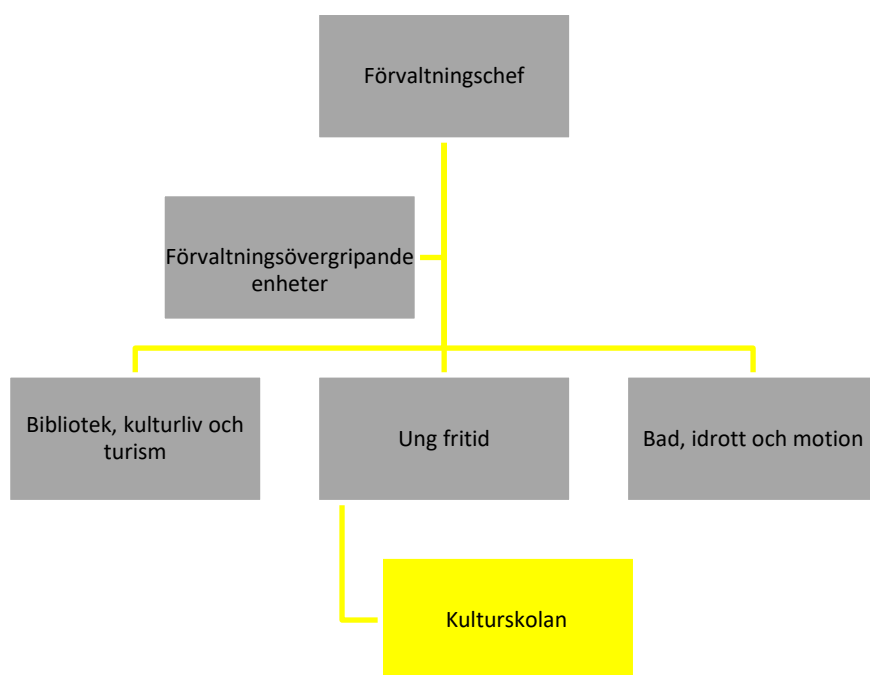 Förvaltningschef
Förvaltningsövergripande
enheter
Bibliotek, kulturliv och
turism
Ung fritid
Bad, idrott och motion
Kulturskolan